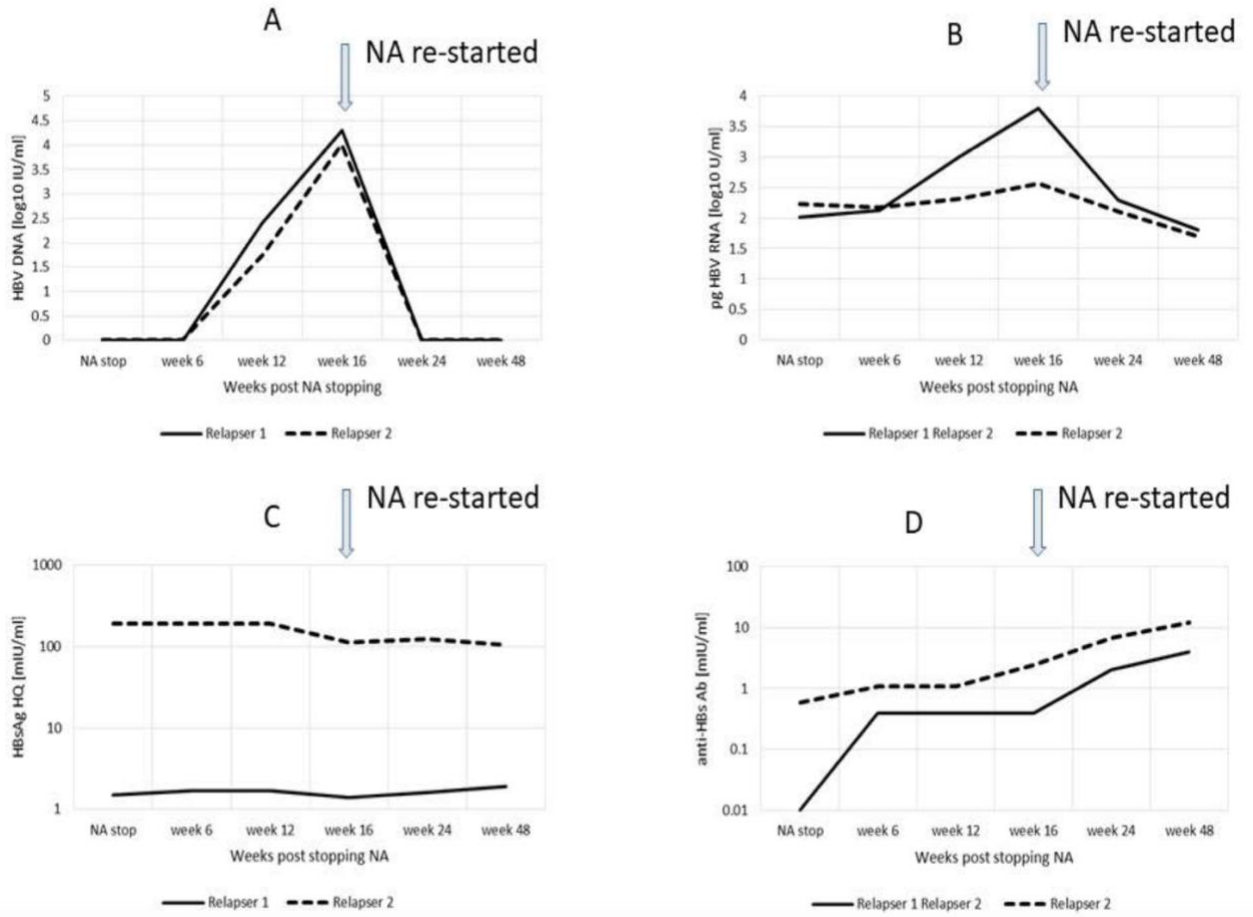 A
NA re-started
HBV DNA [log10 IU/ml]
5
4.5
4
3.5
3
2.5
2
1.5
1
0.5
0
NA stop week 6 week 12 week 16 week 24 week 48
Weeks post NA stopping
Relapser 1 Relapser 2
B
NA re-started
pg HBV RNA [log10 U/ml]
4
3.5
3
2.5
2
1.5
1
0.5
0
NA stop week 6 week 12 week 16 week 24 week 48
Weeks post stopping NA
Relapser 1 Relapser 2 Relapser 2
C
NA re-started
HBsAg HQ [mIU/ml]
1000
100
10
1
NA stop week 6 week 12 week 16 week 24 week 48
Weeks post stopping NA
Relapser 1 Relapser 2
D
NA re-started
anti-HBs Ab [mIU/ml]
100
10
1
0.1
0.01
NA stop week 6 week 12 week 16 week 24 week 48
Weeks post stopping NA
Relapser 1 Relapser 2 Relapser 2